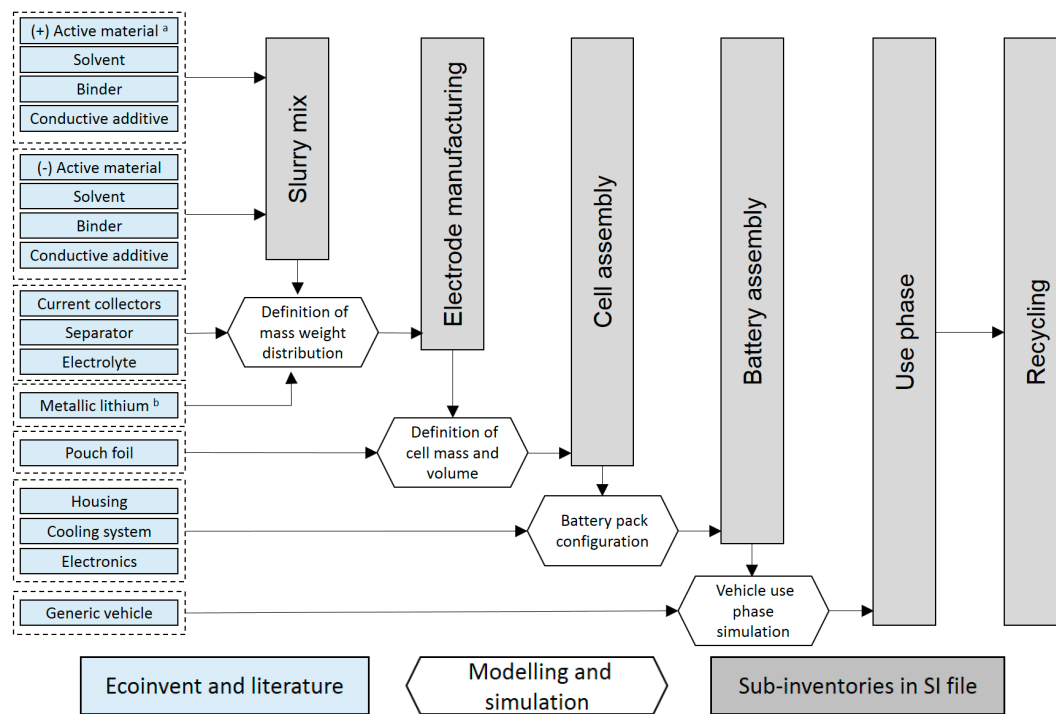 (+) Active material a
Solvent
Binder
Conductive additive
(-) Active material
Solvent
Binder
Conductive additive
Current collectors
Separator
Electrolyte
Metallic lithium b
Pouch foil
Housing
Cooling system
Electronics
Generic vehicle
Slurry mix
Definition of
mass weight
distribution
Electrode manufacturing
Definition of
cell mass and
volume
Cell assembly
Battery pack
configuration
Battery assembly
Vehicle use
phase
simulation
Use phase
Recycling
Ecoinvent and literature
Modelling and
simulation
Sub-inventories in SI file